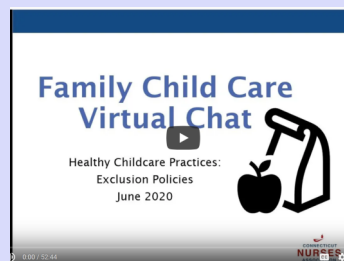 Family Child Care
Virtual Chat
Healthy Childcare Practices:
Exclusion Policies
June 2020
CONNECTICUT
NURSES
0:00 / 52:44